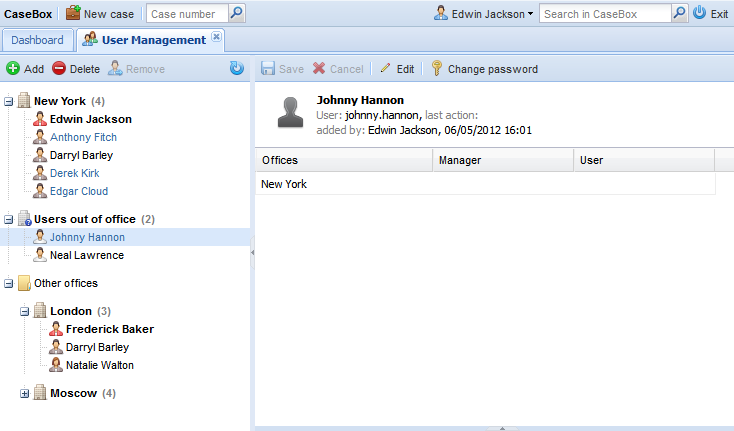 CaseBox New case Case number Edwin Jackson Search in CaseBox Exit
Dashboard User Management
Add Delete Remove Save Cancel Edit Change password
New York (4)
Edwin Jackson
Anthony Fitch
Darryl Barley
Derek Kirk
Edgar Cloud
Users out of office (2)
Johnny Hannon
Neal Lawrence
Other offices
London (3)
Frederick Baker
Darryl Barley
Natalie Walton
Moscow (4)
Johnny Hannon
User: johnny.hannon, last action:
added by: Edwin Jackson, 06/05/2012 16:01
Offices Manager User
New York